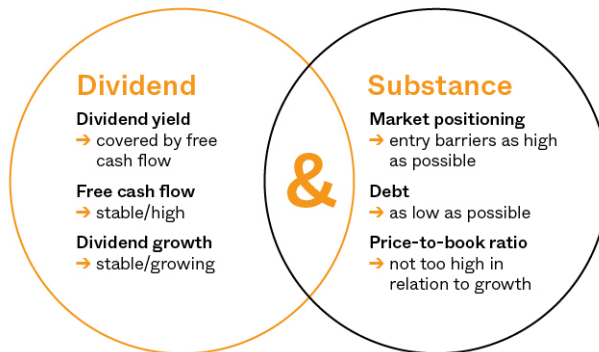 Dividend
Dividend yield
→ covered by free
cash flow
Free cash flow
→ stable/high
Dividend growth
→ stable/growing
&
Substance
Market positioning
→ entry barriers as high
as possible
Debt
→ as low as possible
Price-to-book ratio
→ not too high in
relation to growth